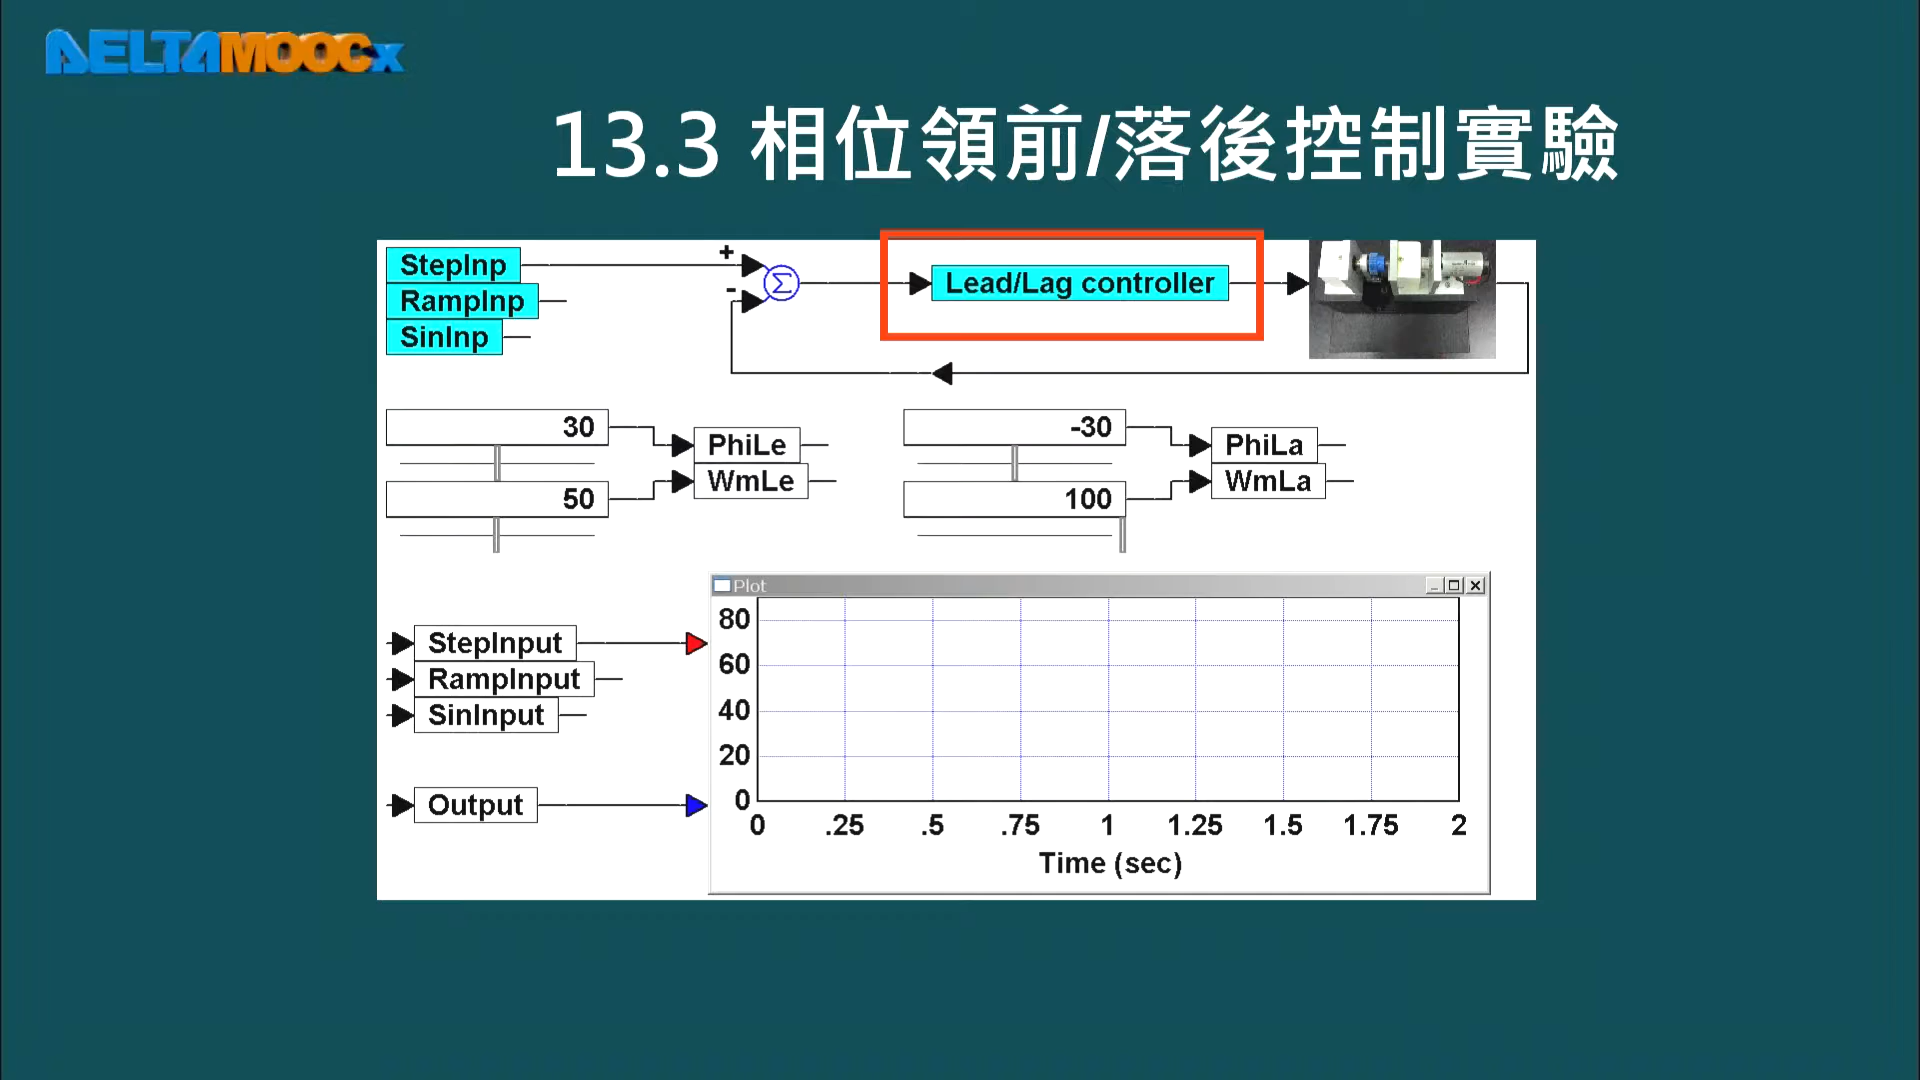 DELTAMOOCx
13.3 相位領前/落後控制實驗
StepInp
RampInp
SinInp
+
-
Σ
Lead/Lag controller
30
PhiLe
50
WmLe
-30
PhiLa
100
WmLa
Plot
StepInput
RampInput
SinInput
Output
80
60
40
20
0
0 .25 .5 .75 1 1.25 1.5 1.75 2
Time (sec)